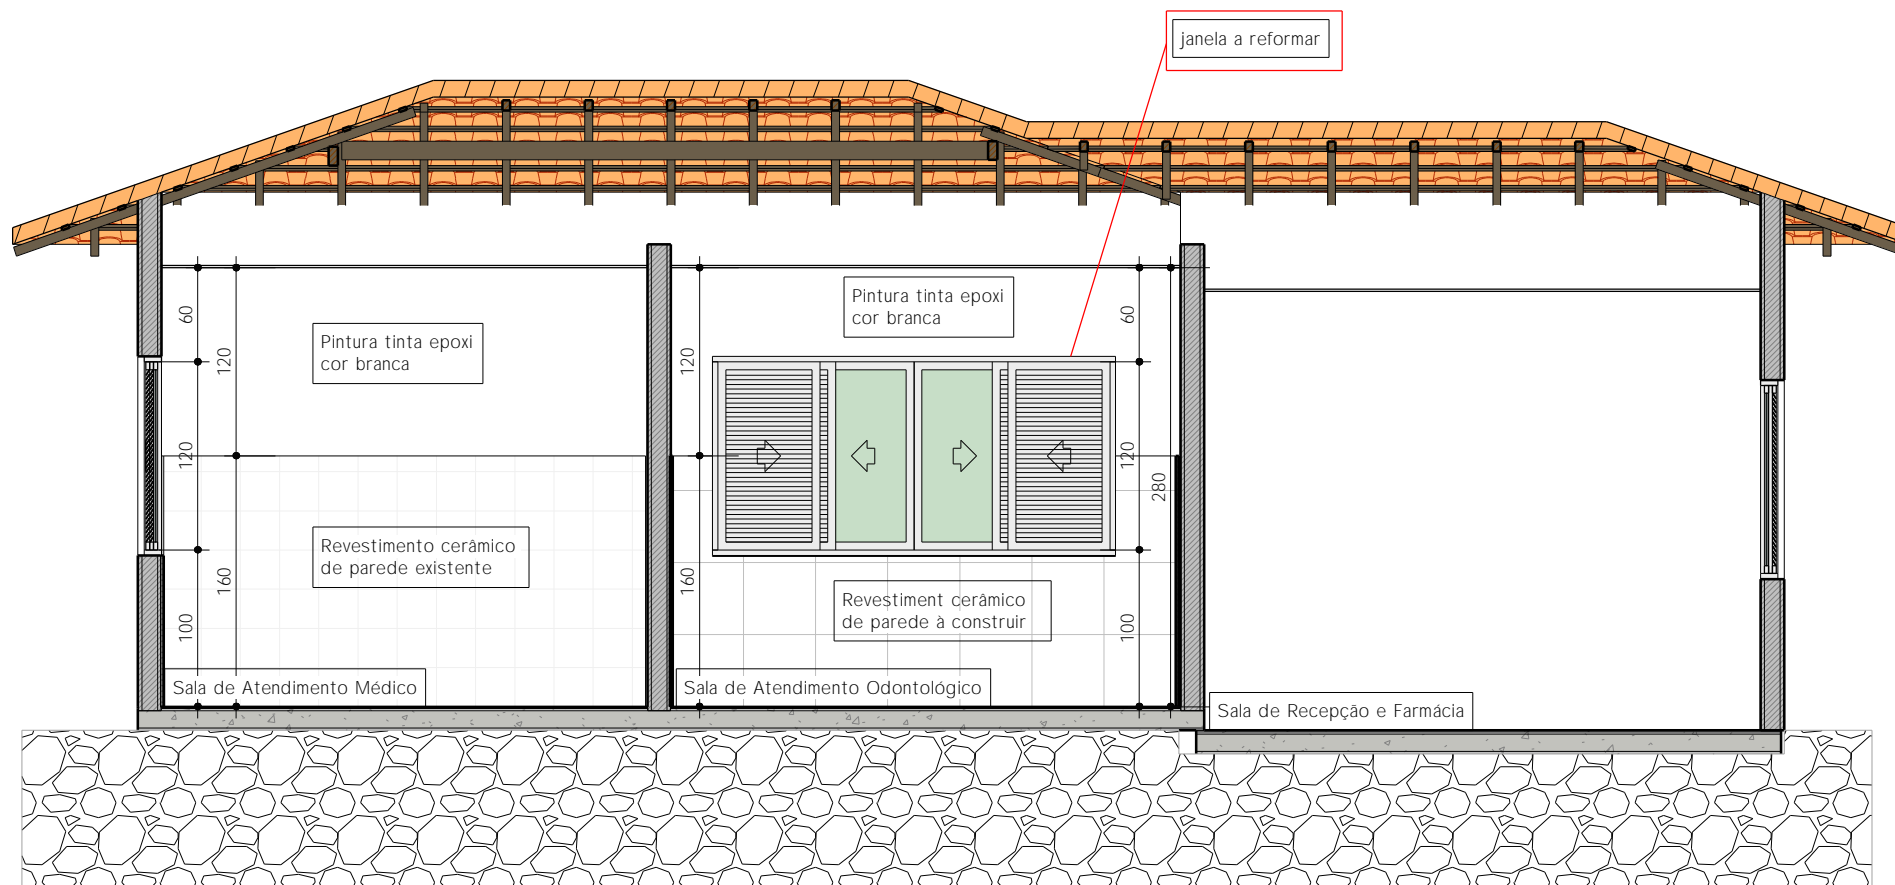 janela a reformar
Pintura tinta epoxi
cor branca
Pintura tinta epoxi
cor branca
60
120
120
160
100
120
160
60
120
280
100
Revestimento cerâmico
de parede existente
Revestiment cerâmico
de parede à construir
Sala de Atendimento Médico
Sala de Atendimento Odontológico
Sala de Recepção e Farmácia